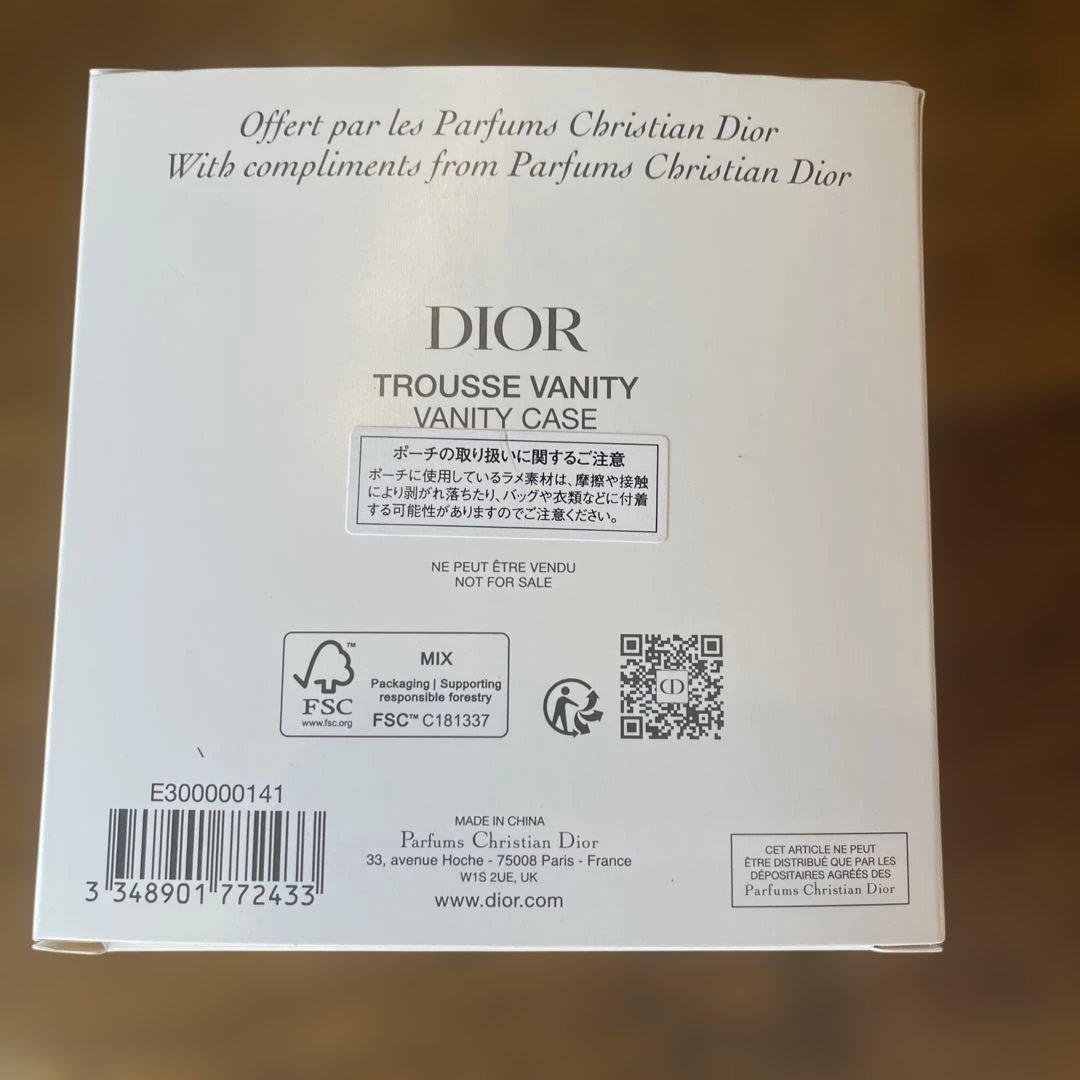 Offert par les Parfums Christian Dior
With compliments from Parfums Christian Dior
DIOR
TROUSSE VANITY
VANITY CASE
ポーチの取り扱いに関するご注意
ポーチに使用しているラメ素材は、摩擦や接触
により剥がれ落ちたり、バッグや衣類などに付着
する可能性がありますのでご注意ください。
NE PEUT ÊTRE VENDU
NOT FOR SALE
FSC
www.fsc.org
MIX
Packaging | Supporting
responsible forestry
FSC™ C181337
CD
E300000141
3 348901 772433
MADE IN CHINA
Parfums Christian Dior
33, avenue Hoche - 75008 Paris - France
W1S 2UE, UK
www.dior.com
CET ARTICLE NE PEUT
ÊTRE DISTRIBUÉ QUE PAR LES
DÉPOSITAIRES AGRÉÉS DES
Parfums Christian Dior